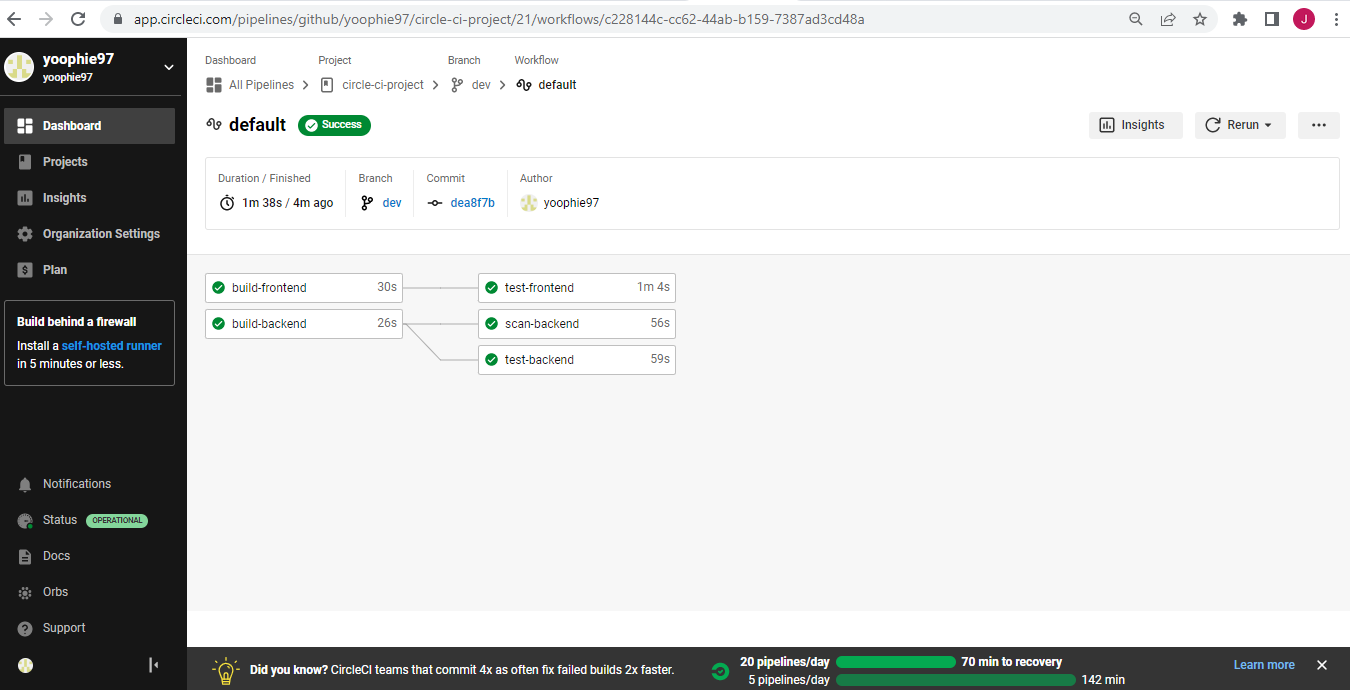 app.circleci.com/pipelines/github/yoophie97/circle-ci-project/21/workflows/c228144c-cc62-44ab-b159-7387ad3cd48a
J
yoophie97
yoophie97
Dashboard
Projects
Insights
Organization Settings
Plan
Build behind a firewall
Install a self-hosted runner
in 5 minutes or less.
Notifications
Status OPERATIONAL
Docs
Orbs
Support
Dashboard Project Branch Workflow
All Pipelines circle-ci-project dev default
default Success
Insights Rerun
Duration / Finished Branch Commit Author
1m 38s / 4m ago dev dea8f7b yoophie97
build-frontend 30s test-frontend 1m 4s
build-backend 26s scan-backend 56s
test-backend 59s
Did you know? CircleCI teams that commit 4x as often fix failed builds 2x faster.
20 pipelines/day 70 min to recovery
5 pipelines/day 142 min
Learn more